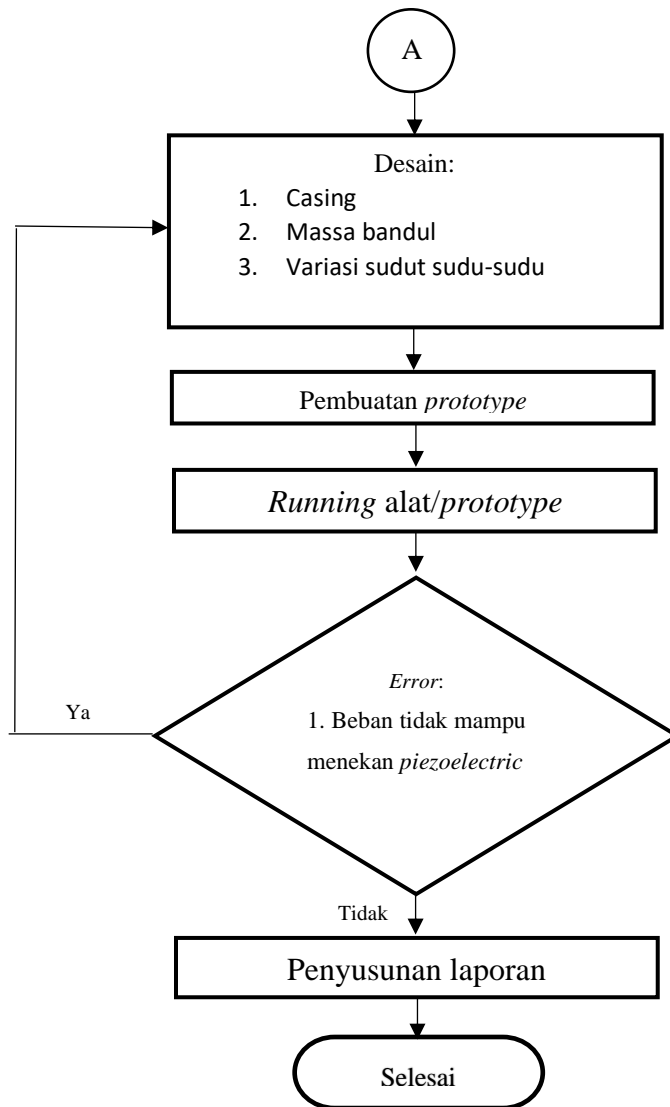 A
Desain:
1. Casing
2. Massa bandul
3. Variasi sudut sudu-sudu
Pembuatan prototype
Running alat/prototype
Error:
1. Beban tidak mampu
menekan piezoelectric
Ya
Tidak
Penyusunan laporan
Selesai